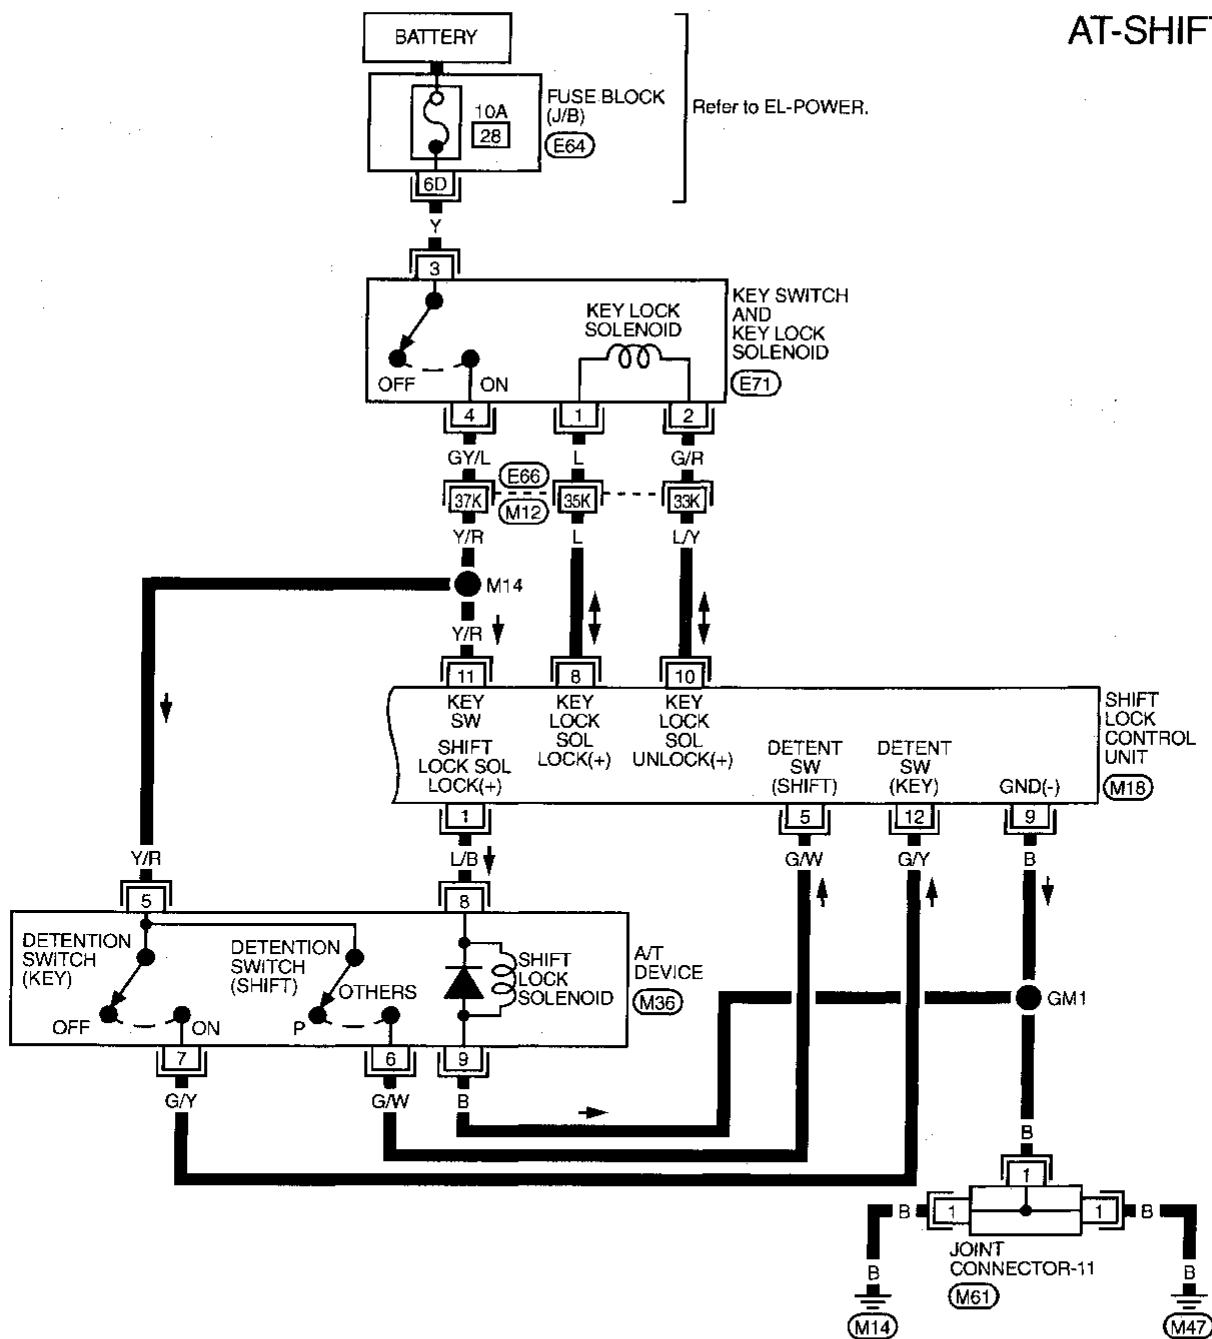 AT-SHIFT
BATTERY
FUSE BLOCK
(J/B)
E64
10A
28
6D
Refer to EL-POWER.
Y
3
KEY LOCK
SOLENOID
KEY SWITCH
AND
KEY LOCK
SOLENOID
E71
OFF
ON
4
1
2
GY/L
L
G/R
E66
37K
35K
33K
M12
Y/R
L
L/Y
M14
Y/R
11
8
10
KEY
SW
KEY
LOCK
SOL
LOCK(+)
KEY
LOCK
SOL
UNLOCK(+)
SHIFT
LOCK SOL
LOCK(+)
DETENT
SW
(SHIFT)
DETENT
SW
(KEY)
GND(-)
SHIFT
LOCK
CONTROL
UNIT
M18
1
5
12
9
Y/R
L/B
G/W
G/Y
B
5
8
DETENTION
SWITCH
(KEY)
DETENTION
SWITCH
(SHIFT)
SHIFT
LOCK
SOLENOID
A/T
DEVICE
M36
OTHERS
OFF
ON
P
GM1
7
6
9
G/Y
G/W
B
B
1
B
1
1
B
JOINT
CONNECTOR-11
M61
B
B
M14
M47